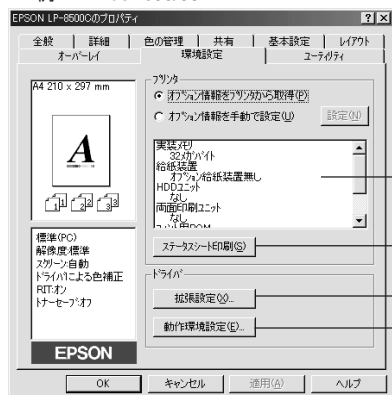 EPSON LP-8500Cのプロパティ
全般 詳細 色の管理 共有 基本設定 レイアウト
オーバーレイ 環境設定 ユーティリティ
A4 210 x 297 mm
A
1 1 2 2 3 3
標準(PC)
解像度:標準
スクリーン:自動
ドライバによる色補正
RIT:オン
トナーセーブ:オフ
EPSON
プリンタ
オプション情報をプリンタから取得(P)
オプション情報を手動で設定(U)
設定(N)
実装メモリ
32メガバイト
給紙装置
オプション給紙装置無し
HDDユニット
なし
両面印刷ユニット
なし
ステータスシート印刷(S)
ドライバ
拡張設定(X)...
動作環境設定(E)...
OK キャンセル 適用(A) ヘルプ